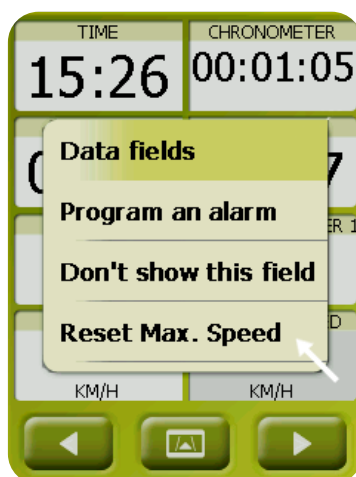 TIME CHRONOMETER
15:26 00:01:05
Data fields
Program an alarm
Don't show this field
Reset Max. Speed
KM/H KM/H